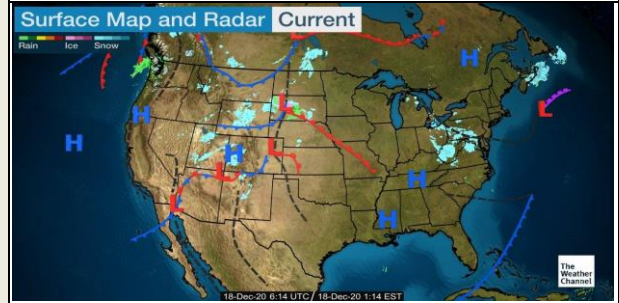 Surface Map and Radar Current
Rain Ice Snow
L
H
L
H
L
H
H
L
L
H
L
H
The
Weather
Channel
18-Dec-20 6:14 UTC / 18-Dec-20 1:14 EST